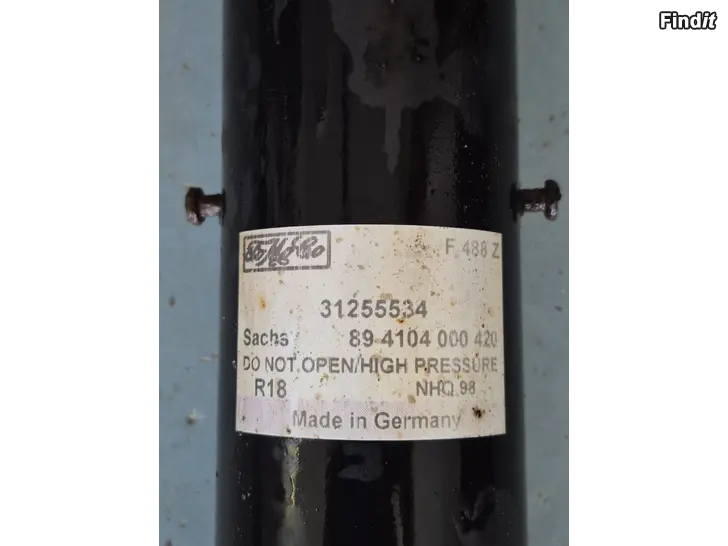 Findit
F 488 Z
31255534
Sachs 89 4104 000 420
DO NOT OPEN/HIGH PRESSURE
R18 NHQ 98
Made in Germany